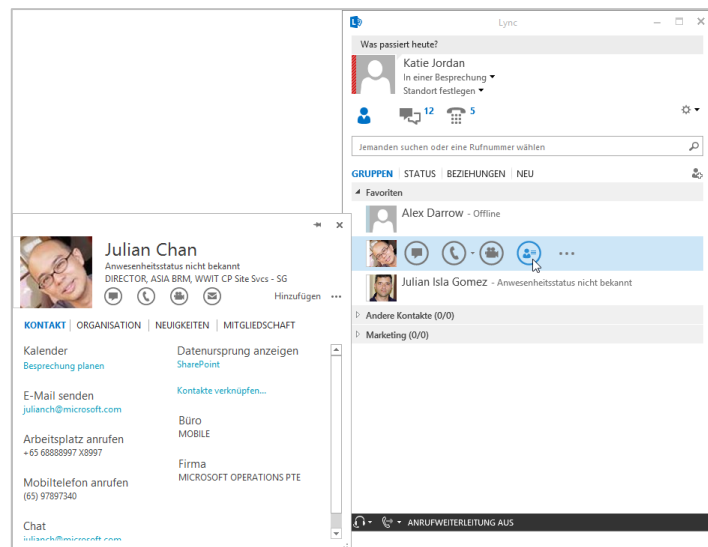 Lync
Was passiert heute?
Katie Jordan
In einer Besprechung
Standort festlegen
12
5
Jemanden suchen oder eine Rufnummer wählen
GRUPPEN STATUS BEZIEHUNGEN NEU
Favoriten
Alex Darrow - Offline
Julian Isla Gomez - Anwesenheitsstatus nicht bekannt
Andere Kontakte (0/0)
Marketing (0/0)
ANRUFWEITERLEITUNG AUS
Julian Chan
Anwesenheitsstatus nicht bekannt
DIRECTOR, ASIA BRM, WWIT CP Site Svcs - SG
Hinzufügen
KONTAKT ORGANISATION NEUIGKEITEN MITGLIEDSCHAFT
Kalender
Besprechung planen
E-Mail senden
julianch@microsoft.com
Arbeitsplatz anrufen
+65 68888997 X8997
Mobiltelefon anrufen
(65) 97897340
Chat
julianch@microsoft.com
Datenursprung anzeigen
SharePoint
Kontakte verknüpfen...
Büro
MOBILE
Firma
MICROSOFT OPERATIONS PTE